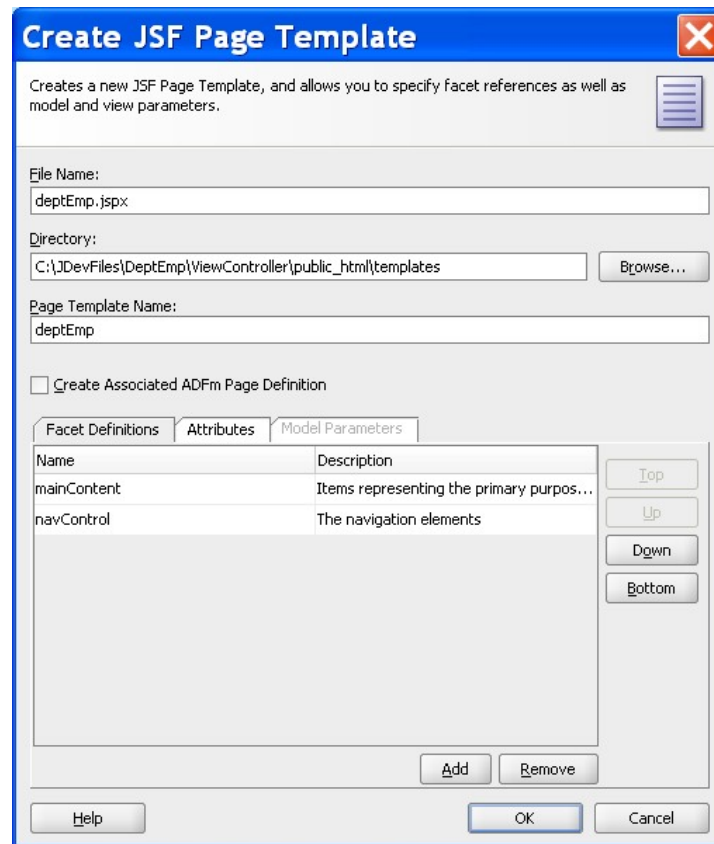 Create JSF Page Template
Creates a new JSF Page Template, and allows you to specify facet references as well as
model and view parameters.
File Name:
deptEmp.jspx
Directory:
C:\JDevFiles\DeptEmp\ViewController\public_html\templates
Browse...
Page Template Name:
deptEmp
Create Associated ADFm Page Definition
Facet Definitions Attributes Model Parameters
Name Description
mainContent Items representing the primary purpos...
navControl The navigation elements
Top
Up
Down
Bottom
Add Remove
Help OK Cancel